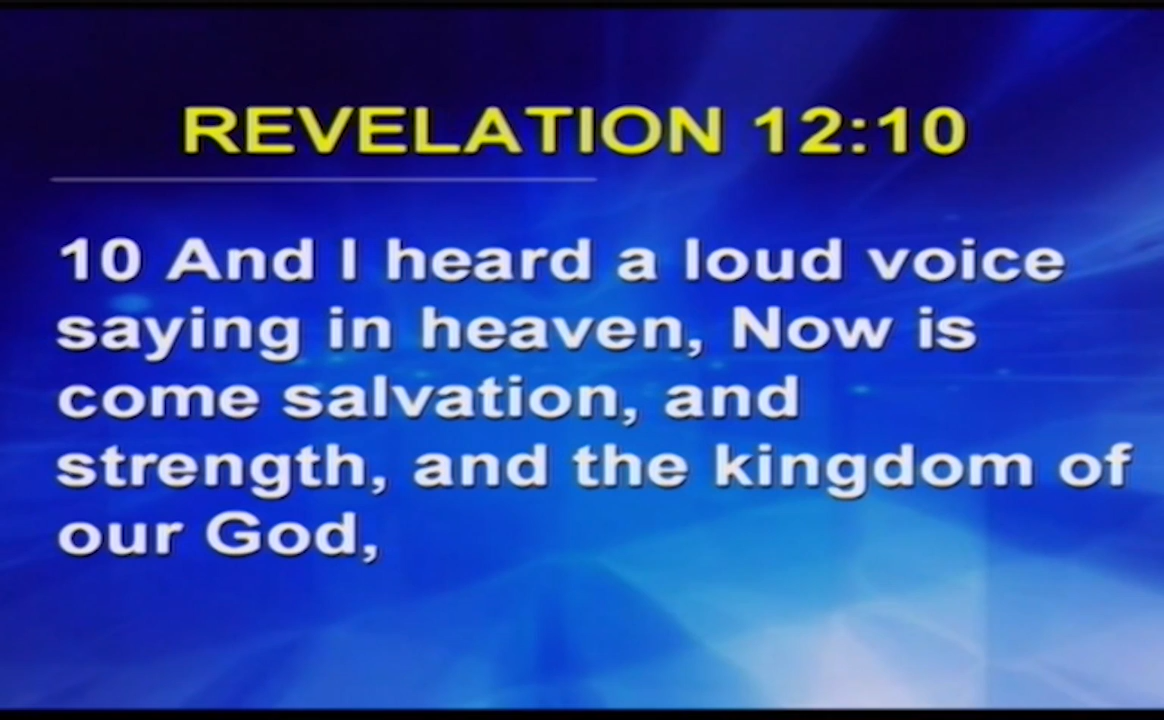 REVELATION 12:10
10 And I heard a loud voice
saying in heaven, Now is
come salvation, and
strength, and the kingdom of
our God,